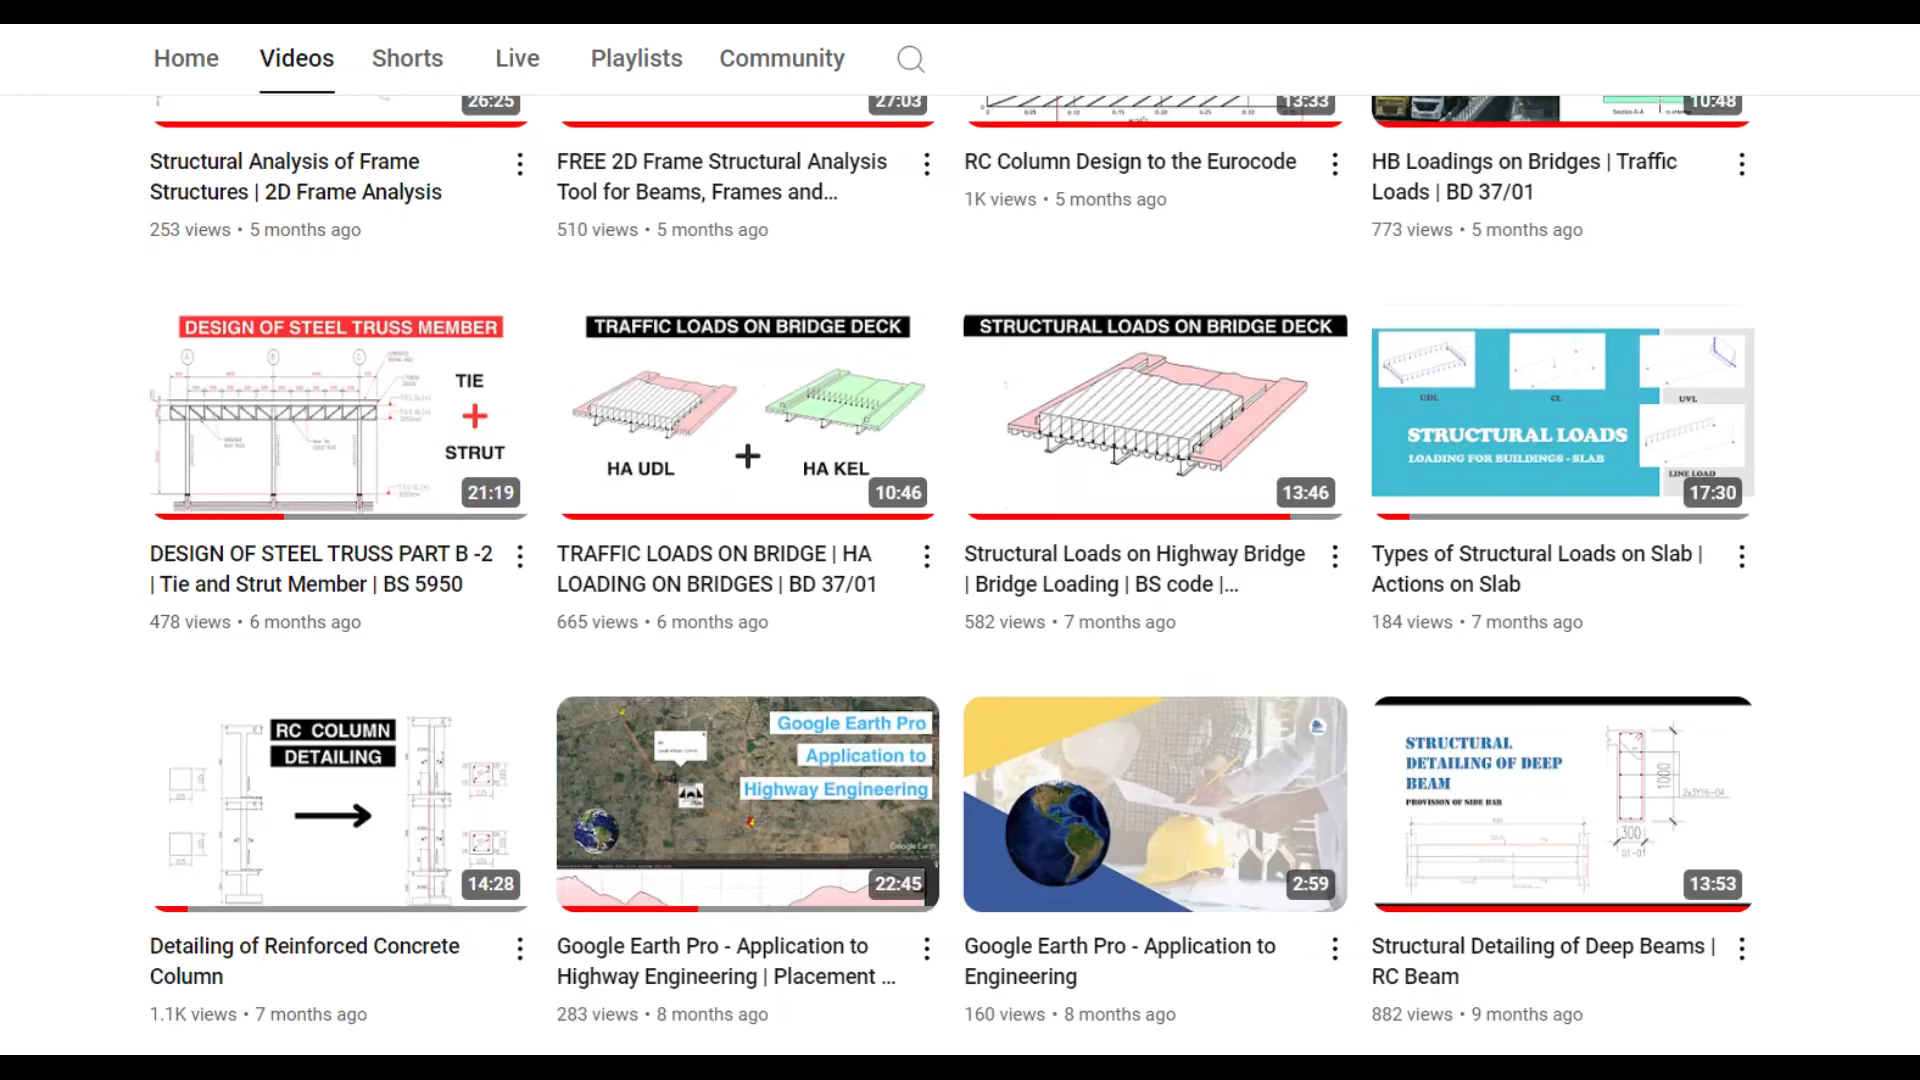 Home Videos Shorts Live Playlists Community
26:25 27:03 13:33 10:48
Structural Analysis of Frame
Structures | 2D Frame Analysis
253 views • 5 months ago
FREE 2D Frame Structural Analysis
Tool for Beams, Frames and...
510 views • 5 months ago
RC Column Design to the Eurocode
1K views • 5 months ago
HB Loadings on Bridges | Traffic
Loads | BD 37/01
773 views • 5 months ago
DESIGN OF STEEL TRUSS MEMBER
A B C
TIE
+
STRUT
21:19
DESIGN OF STEEL TRUSS PART B -2
| Tie and Strut Member | BS 5950
478 views • 6 months ago
TRAFFIC LOADS ON BRIDGE DECK
HA UDL + HA KEL
10:46
TRAFFIC LOADS ON BRIDGE | HA
LOADING ON BRIDGES | BD 37/01
665 views • 6 months ago
STRUCTURAL LOADS ON BRIDGE DECK
13:46
Structural Loads on Highway Bridge
| Bridge Loading | BS code |...
582 views • 7 months ago
UDL CL UVL
STRUCTURAL LOADS
LOADING FOR BUILDINGS - SLAB
LINE LOAD
17:30
Types of Structural Loads on Slab |
Actions on Slab
184 views • 7 months ago
RC COLUMN
DETAILING
14:28
Detailing of Reinforced Concrete
Column
1.1K views • 7 months ago
Google Earth Pro
Application to
Highway Engineering
Google Earth
22:45
Google Earth Pro - Application to
Highway Engineering | Placement ...
283 views • 8 months ago
2:59
Google Earth Pro - Application to
Engineering
160 views • 8 months ago
STRUCTURAL
DETAILING OF DEEP
BEAM
PROVISION OF SIDE BAR
1000
2x3Y16-04
300
01-01
13:53
Structural Detailing of Deep Beams |
RC Beam
882 views • 9 months ago